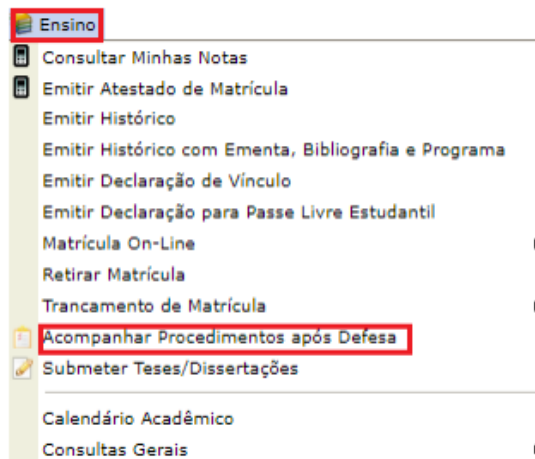 Ensino
Consultar Minhas Notas
Emitir Atestado de Matrícula
Emitir Histórico
Emitir Histórico com Ementa, Bibliografia e Programa
Emitir Declaração de Vínculo
Emitir Declaração para Passe Livre Estudantil
Matrícula On-Line
Retirar Matrícula
Trancamento de Matrícula
Acompanhar Procedimentos após Defesa
Submeter Teses/Dissertações
Calendário Acadêmico
Consultas Gerais